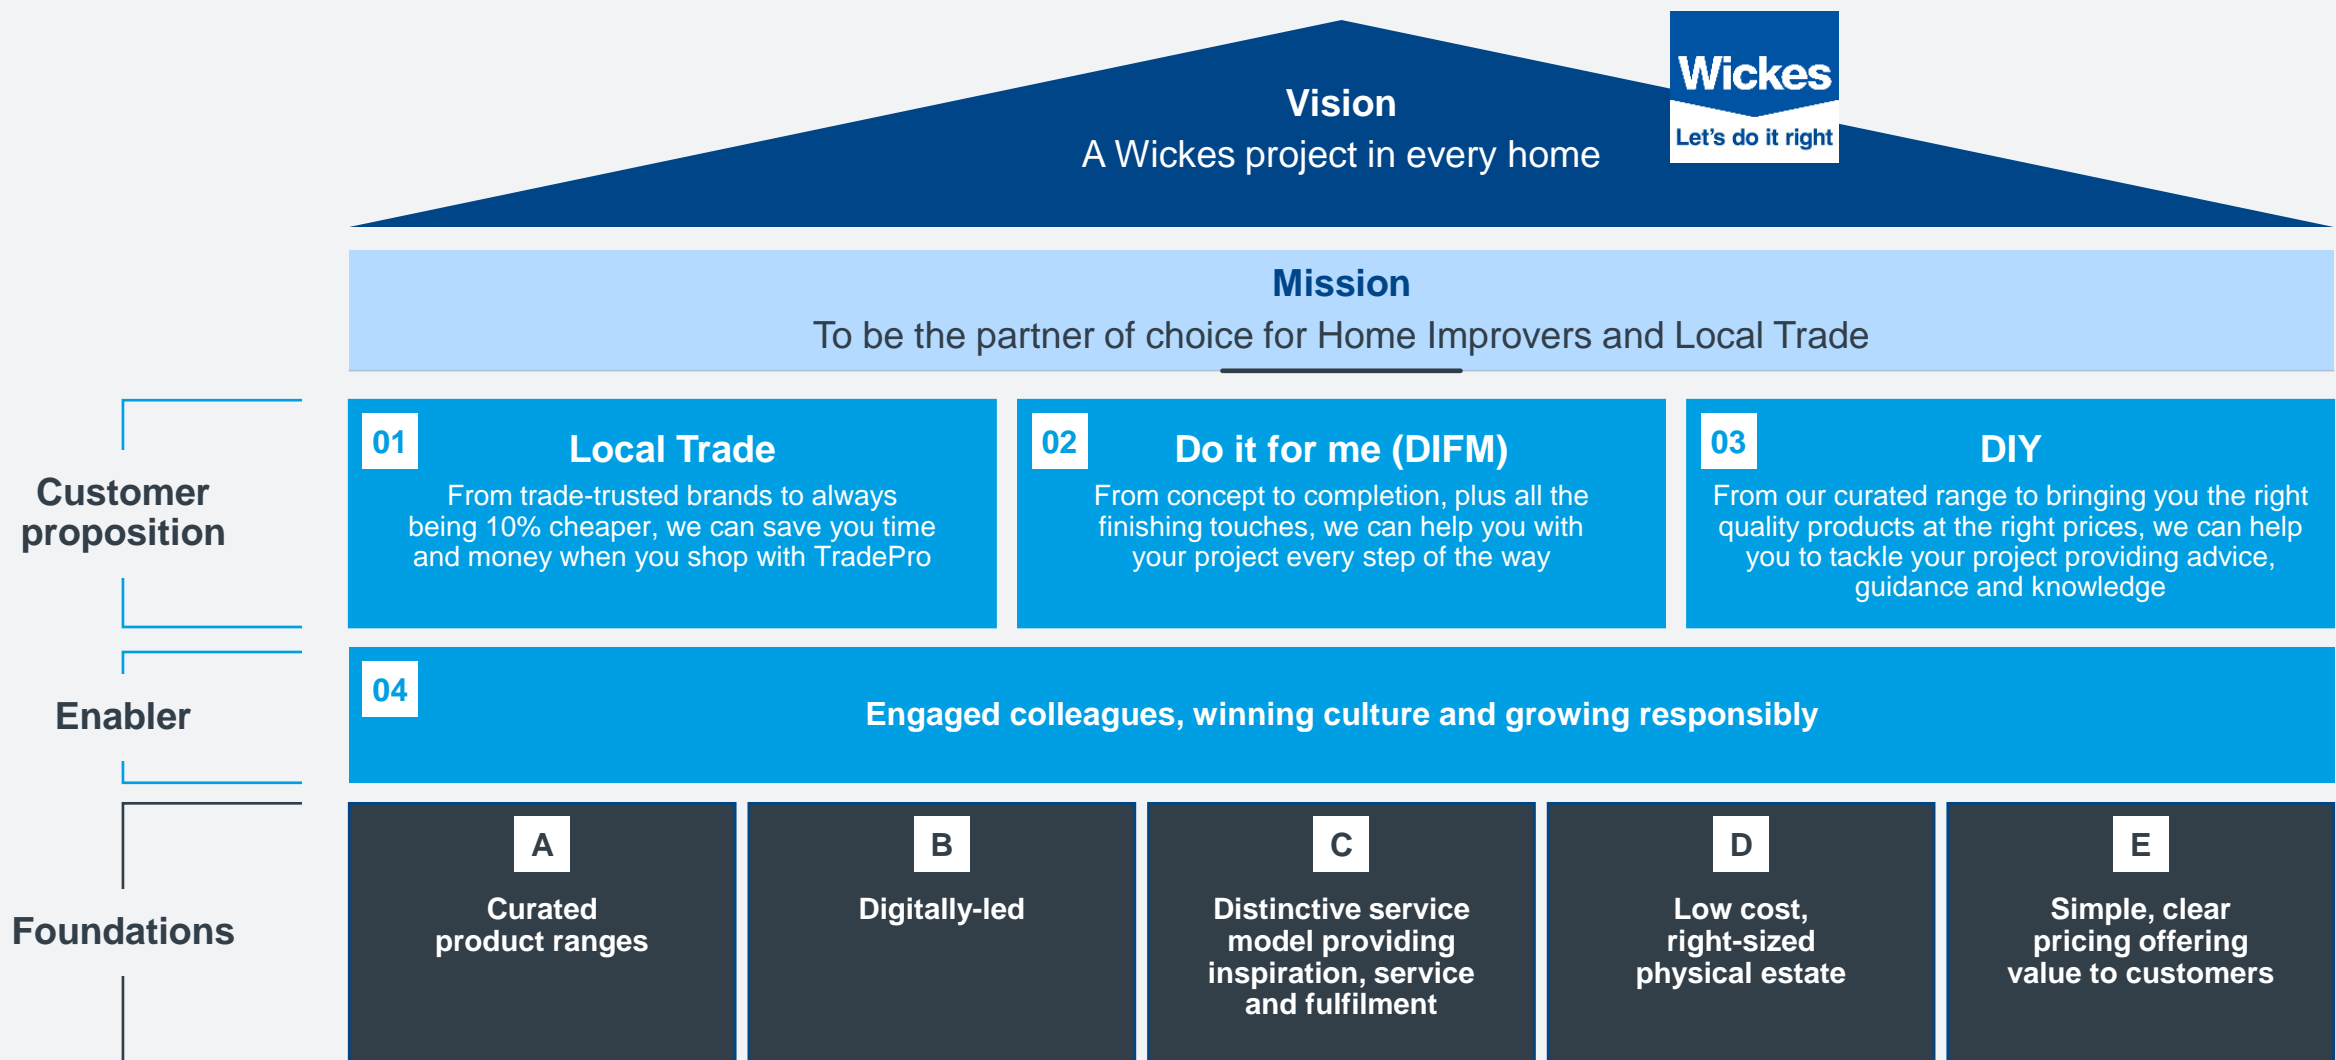 Vision
A Wickes project in every home
Wickes
Let's do it right
Mission
To be the partner of choice for Home Improvers and Local Trade
Customer
proposition
01
Local Trade
From trade-trusted brands to always
being 10% cheaper, we can save you time
and money when you shop with TradePro
02
Do it for me (DIFM)
From concept to completion, plus all the
finishing touches, we can help you with
your project every step of the way
03
DIY
From our curated range to bringing you the right
quality products at the right prices, we can help
you to tackle your project providing advice,
guidance and knowledge
Enabler
04
Engaged colleagues, winning culture and growing responsibly
Foundations
A
Curated
product ranges
B
Digitally-led
C
Distinctive service
model providing
inspiration, service
and fulfilment
D
Low cost,
right-sized
physical estate
E
Simple, clear
pricing offering
value to customers